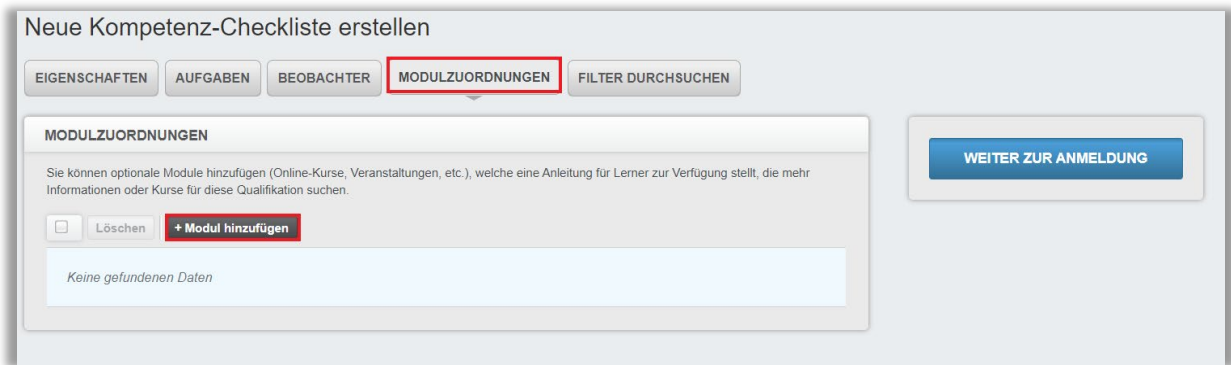 Neue Kompetenz-Checkliste erstellen
EIGENSCHAFTEN AUFGABEN BEOBACHTER MODULZUORDNUNGEN FILTER DURCHSUCHEN
MODULZUORDNUNGEN
WEITER ZUR ANMELDUNG
Sie können optionale Module hinzufügen (Online-Kurse, Veranstaltungen, etc.), welche eine Anleitung für Lerner zur Verfügung stellt, die mehr
Informationen oder Kurse für diese Qualifikation suchen.
Löschen + Modul hinzufügen
Keine gefundenen Daten